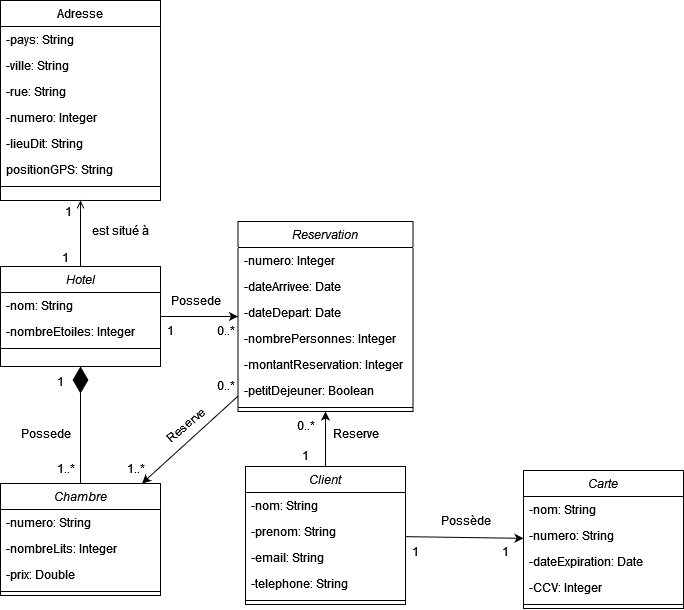 Adresse
-pays: String
-ville: String
-rue: String
-numero: Integer
-lieuDit: String
positionGPS: String
1
est situé à
1
Hotel
-nom: String
-nombreEtoiles: Integer
Possede
1
0..*
Reservation
-numero: Integer
-dateArrivee: Date
-dateDepart: Date
-nombrePersonnes: Integer
-montantReservation: Integer
-petitDejeuner: Boolean
1
Possede
1..*
0..*
Reserve
1..*
0..*
Reserve
1
Chambre
-numero: String
-nombreLits: Integer
-prix: Double
Client
-nom: String
-prenom: String
-email: String
-telephone: String
Possède
1
1
Carte
-nom: String
-numero: String
-dateExpiration: Date
-CCV: Integer